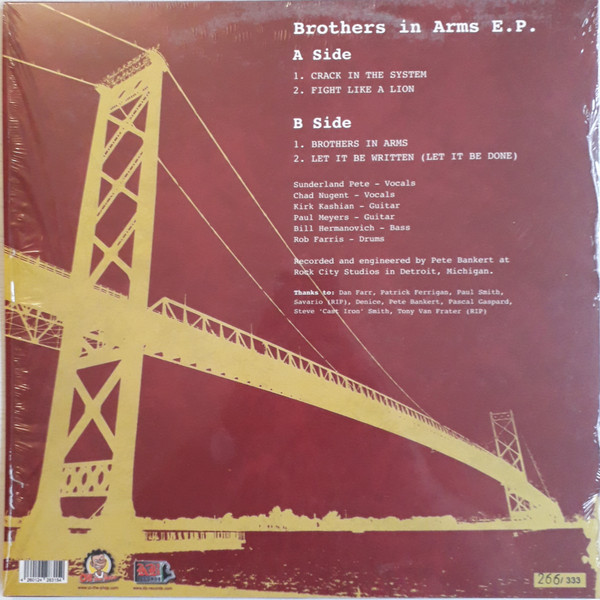 Brothers in Arms E.P.
A Side
1. CRACK IN THE SYSTEM
2. FIGHT LIKE A LION
B Side
1. BROTHERS IN ARMS
2. LET IT BE WRITTEN (LET IT BE DONE)
Sunderland Pete - Vocals
Chad Nugent - Vocals
Kirk Kashian - Guitar
Paul Meyers - Guitar
Bill Hermanovich - Bass
Rob Farris - Drums
Recorded and engineered by Pete Bankert at
Rock City Studios in Detroit, Michigan.
Thanks to: Dan Farr, Patrick Ferrigan, Paul Smith,
Savario (RIP), Denice, Pete Bankert, Pascal Gaspard,
Steve 'Cast Iron' Smith, Tony Van Frater (RIP)
266/ 333